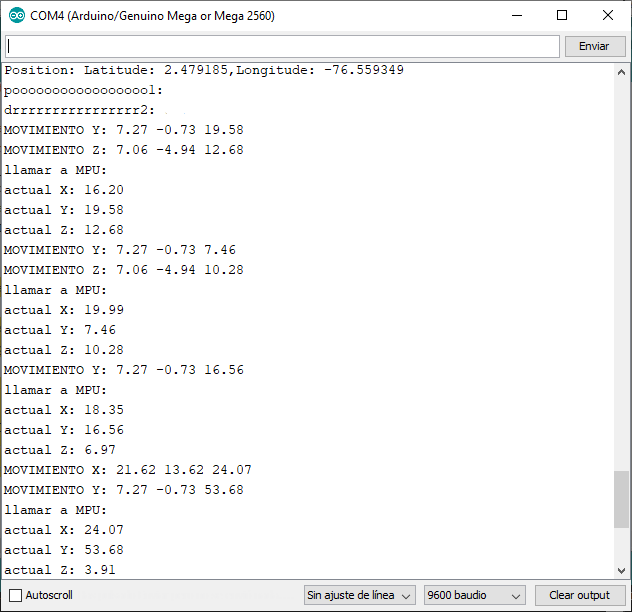 COM4 (Arduino/Genuino Mega or Mega 2560)
Enviar
Position: Latitude: 2.479185,Longitude: -76.559349
pooooooooooooooooo1:
drrrrrrrrrrrrrrrr2:
MOVIMIENTO Y: 7.27 -0.73 19.58
MOVIMIENTO Z: 7.06 -4.94 12.68
llamar a MPU:
actual X: 16.20
actual Y: 19.58
actual Z: 12.68
MOVIMIENTO Y: 7.27 -0.73 7.46
MOVIMIENTO Z: 7.06 -4.94 10.28
llamar a MPU:
actual X: 19.99
actual Y: 7.46
actual Z: 10.28
MOVIMIENTO Y: 7.27 -0.73 16.56
llamar a MPU:
actual X: 18.35
actual Y: 16.56
actual Z: 6.97
MOVIMIENTO X: 21.62 13.62 24.07
MOVIMIENTO Y: 7.27 -0.73 53.68
llamar a MPU:
actual X: 24.07
actual Y: 53.68
actual Z: 3.91
Autoscroll
Sin ajuste de línea
9600 baudio
Clear output